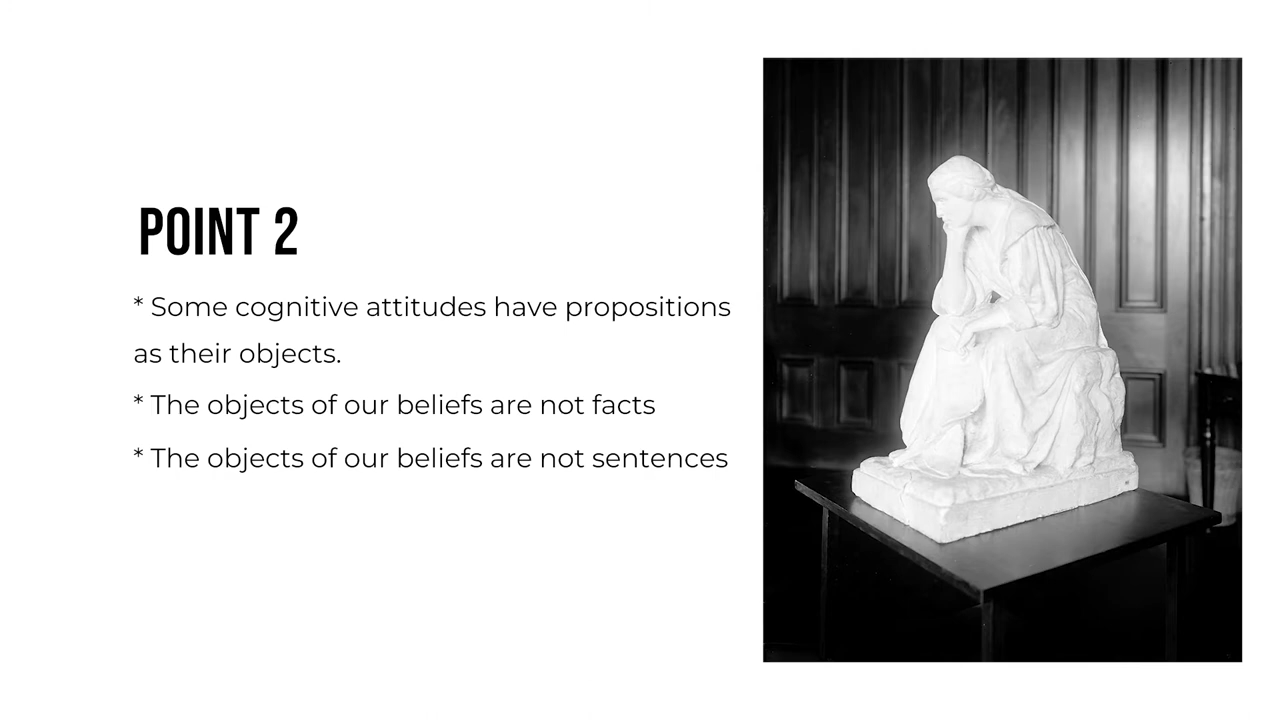 POINT 2
* Some cognitive attitudes have propositions
as their objects.
* The objects of our beliefs are not facts
* The objects of our beliefs are not sentences